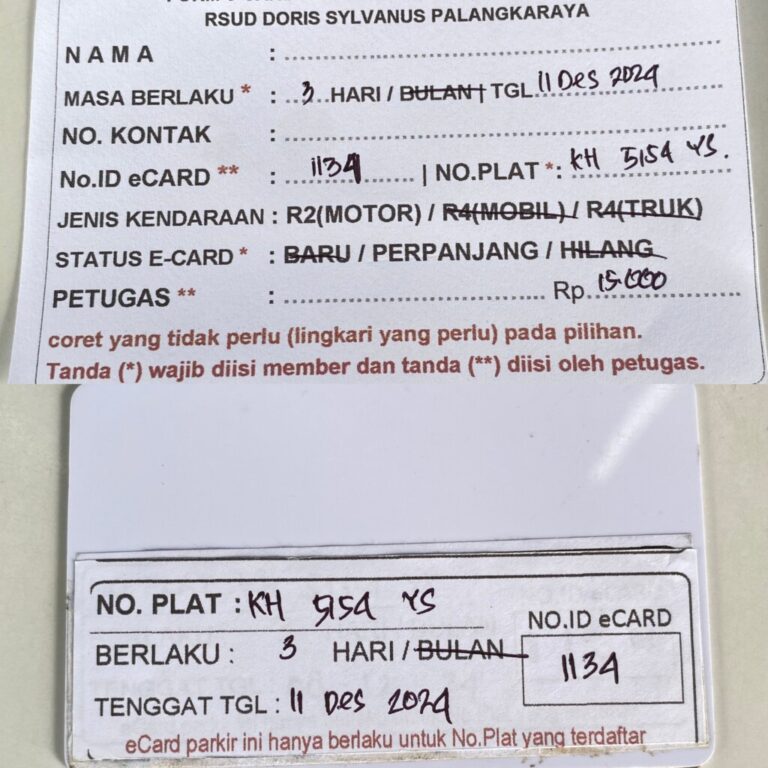 RSUD DORIS SYLVANUS PALANGKARAYA
NAMA :
MASA BERLAKU * : 3 HARI / BULAN | TGL 11 Des 2024
NO. KONTAK :
No.ID eCARD ** : 1134 | NO.PLAT * : KH 5154 YS.
JENIS KENDARAAN : R2(MOTOR) / R4(MOBIL) / R4(TRUK)
STATUS E-CARD * : BARU / PERPANJANG / HILANG
PETUGAS ** : Rp 15.000
coret yang tidak perlu (lingkari yang perlu) pada pilihan.
Tanda (*) wajib diisi member dan tanda (**) diisi oleh petugas.
NO. PLAT : KH 5154 YS
NO.ID eCARD
BERLAKU : 3 HARI / BULAN
1134
TENGGAT TGL : 11 Des 2024
eCard parkir ini hanya berlaku untuk No.Plat yang terdaftar